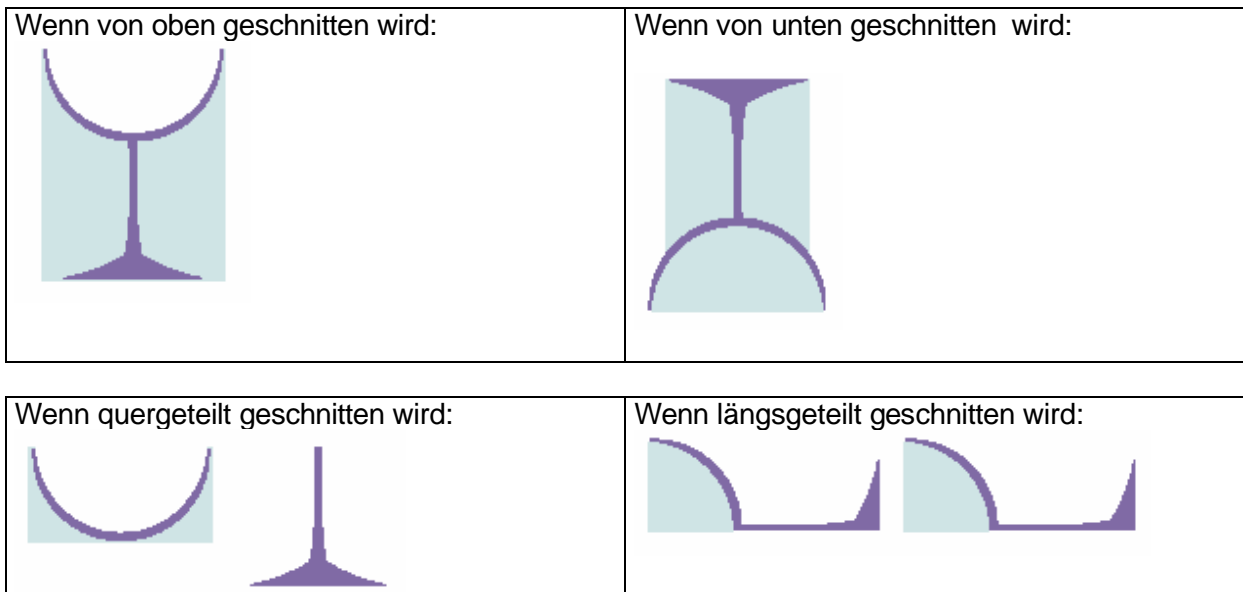 Wenn von oben geschnitten wird:
Wenn von unten geschnitten  wird:
Wenn quergeteilt geschnitten wird:
Wenn längsgeteilt geschnitten wird: